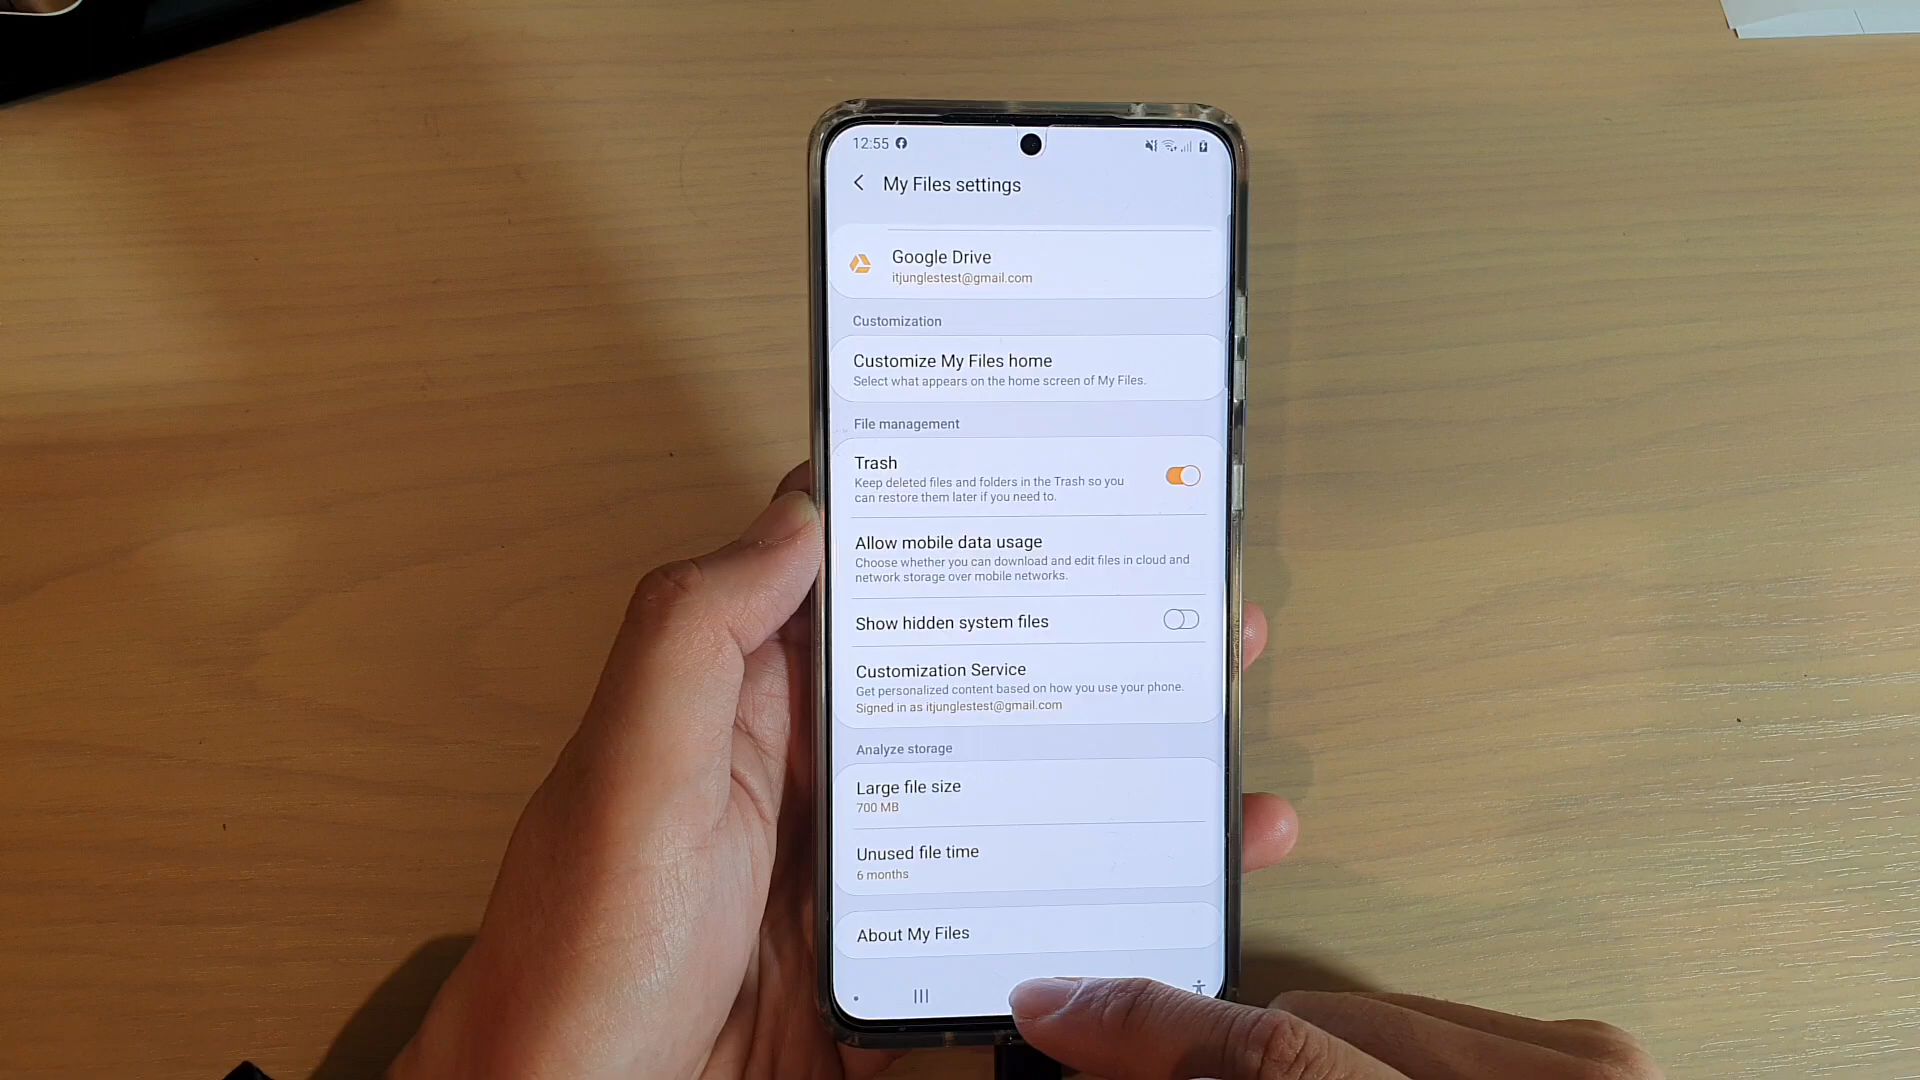 12:55
My Files settings
Google Drive
itjunglestest@gmail.com
Customization
Customize My Files home
Select what appears on the home screen of My Files.
File management
Trash
Keep deleted files and folders in the Trash so you
can restore them later if you need to.
Allow mobile data usage
Choose whether you can download and edit files in cloud and
network storage over mobile networks.
Show hidden system files
Customization Service
Get personalized content based on how you use your phone.
Signed in as itjunglestest@gmail.com
Analyze storage
Large file size
700 MB
Unused file time
6 months
About My Files